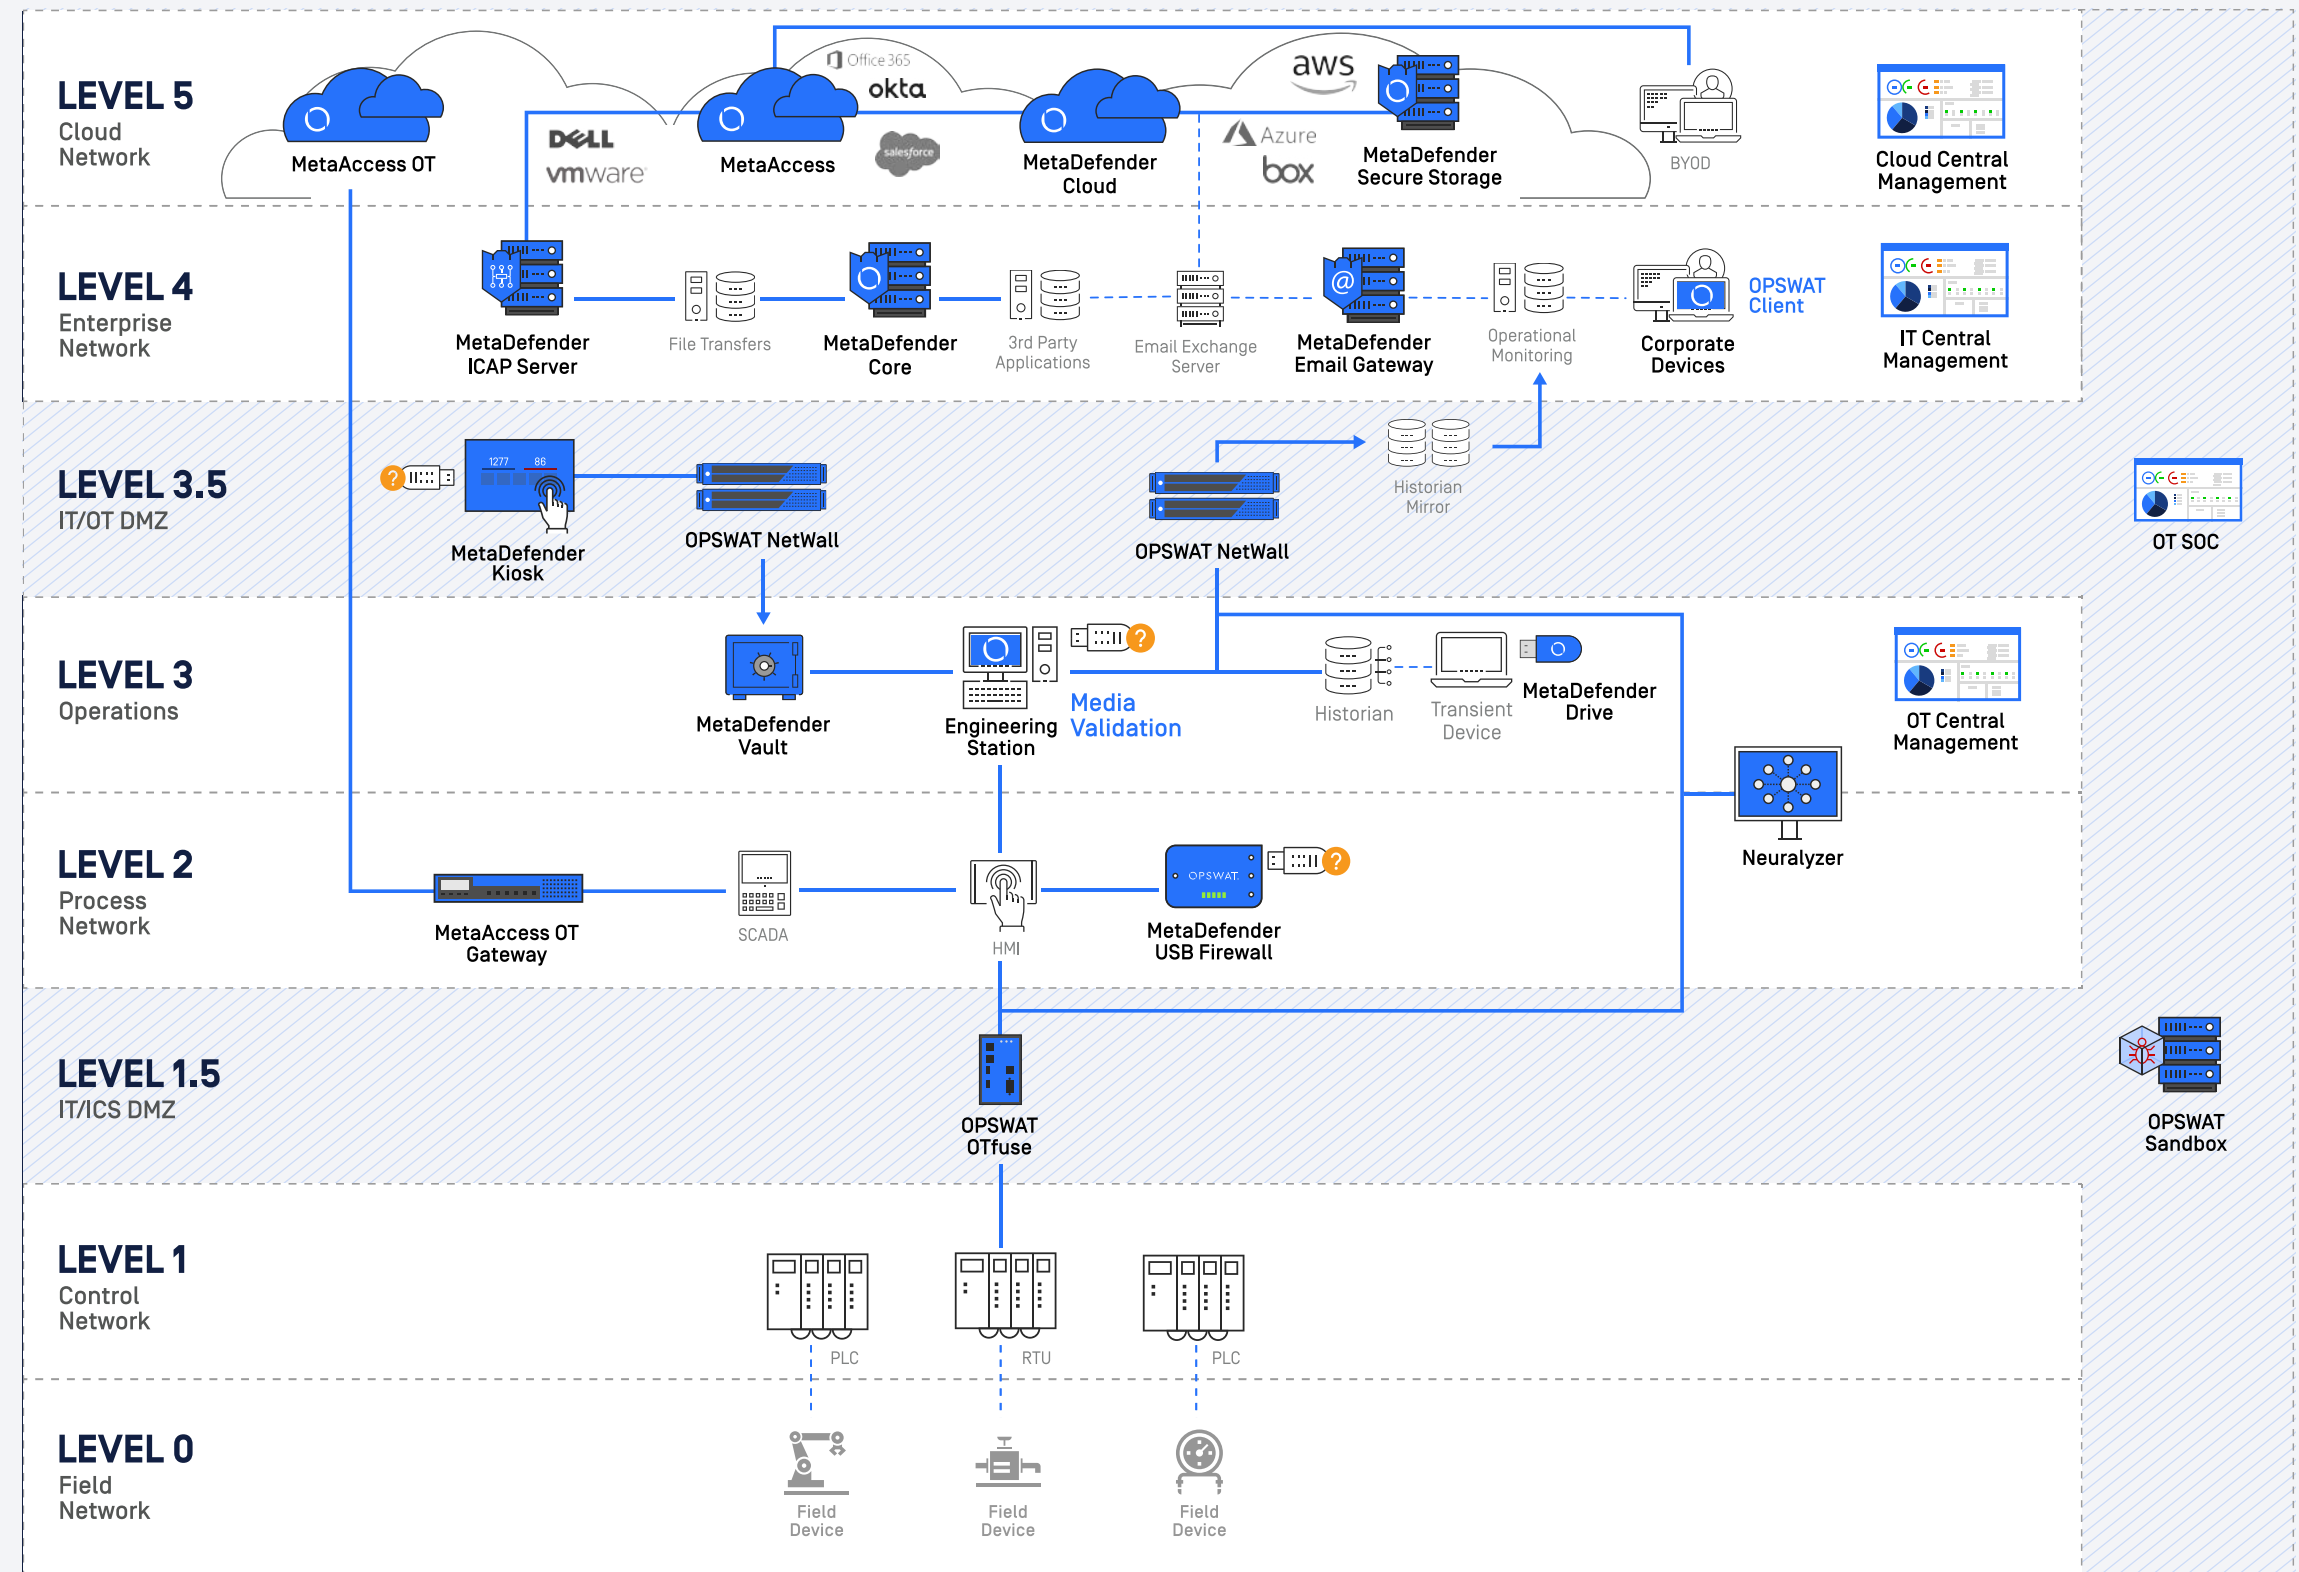 LEVEL 5
Cloud
Network
MetaAccess OT
DELL
vmware
Office 365
okta
MetaAccess
salesforce
MetaDefender
Cloud
aws
Azure
box
MetaDefender
Secure Storage
BYOD
Cloud Central
Management
LEVEL 4
Enterprise
Network
MetaDefender
ICAP Server
File Transfers
MetaDefender
Core
3rd Party
Applications
Email Exchange
Server
@
MetaDefender
Email Gateway
Operational
Monitoring
Corporate
Devices
OPSWAT
Client
IT Central
Management
LEVEL 3.5
IT/OT DMZ
?
1277 86
MetaDefender
Kiosk
OPSWAT NetWall
OPSWAT NetWall
Historian
Mirror
OT SOC
LEVEL 3
Operations
MetaDefender
Vault
Engineering
Station
?
Media
Validation
Historian
Transient
Device
MetaDefender
Drive
OT Central
Management
Neuralyzer
LEVEL 2
Process
Network
MetaAccess OT
Gateway
SCADA
HMI
OPSWAT.
?
MetaDefender
USB Firewall
LEVEL 1.5
IT/ICS DMZ
OPSWAT
OTfuse
OPSWAT
Sandbox
LEVEL 1
Control
Network
PLC
RTU
PLC
LEVEL 0
Field
Network
Field
Device
Field
Device
Field
Device